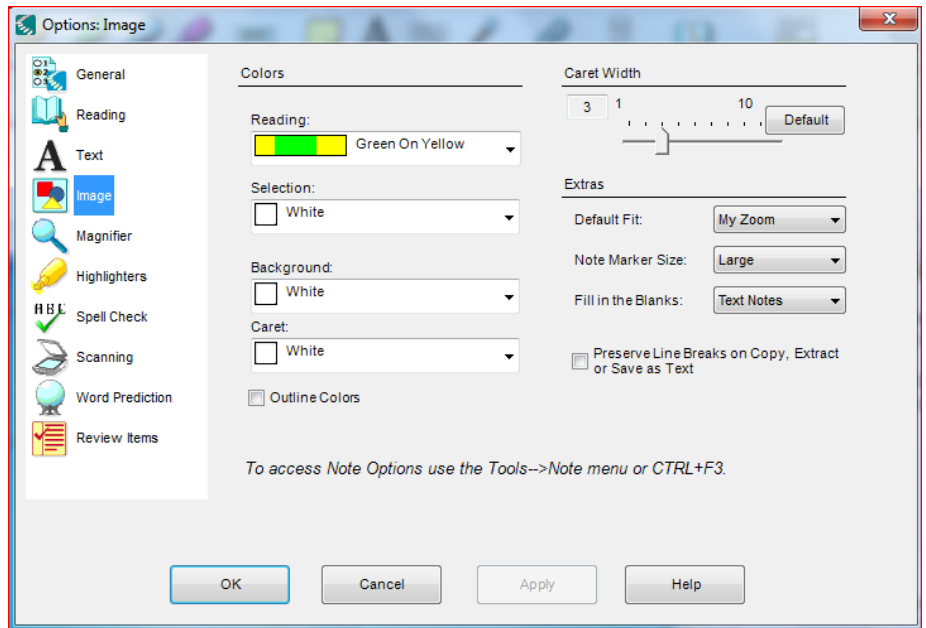 Options: Image
General
Reading
Text
Image
Magnifier
Highlighters
ABC
Spell Check
Scanning
Word Prediction
Review Items
Colors
Reading:
Green On Yellow
Selection:
White
Background:
White
Caret:
White
Outline Colors
Caret Width
3 1 10
Default
Extras
Default Fit: My Zoom
Note Marker Size: Large
Fill in the Blanks: Text Notes
Preserve Line Breaks on Copy, Extract
or Save as Text
To access Note Options use the Tools-->Note menu or CTRL+F3.
OK Cancel Apply Help